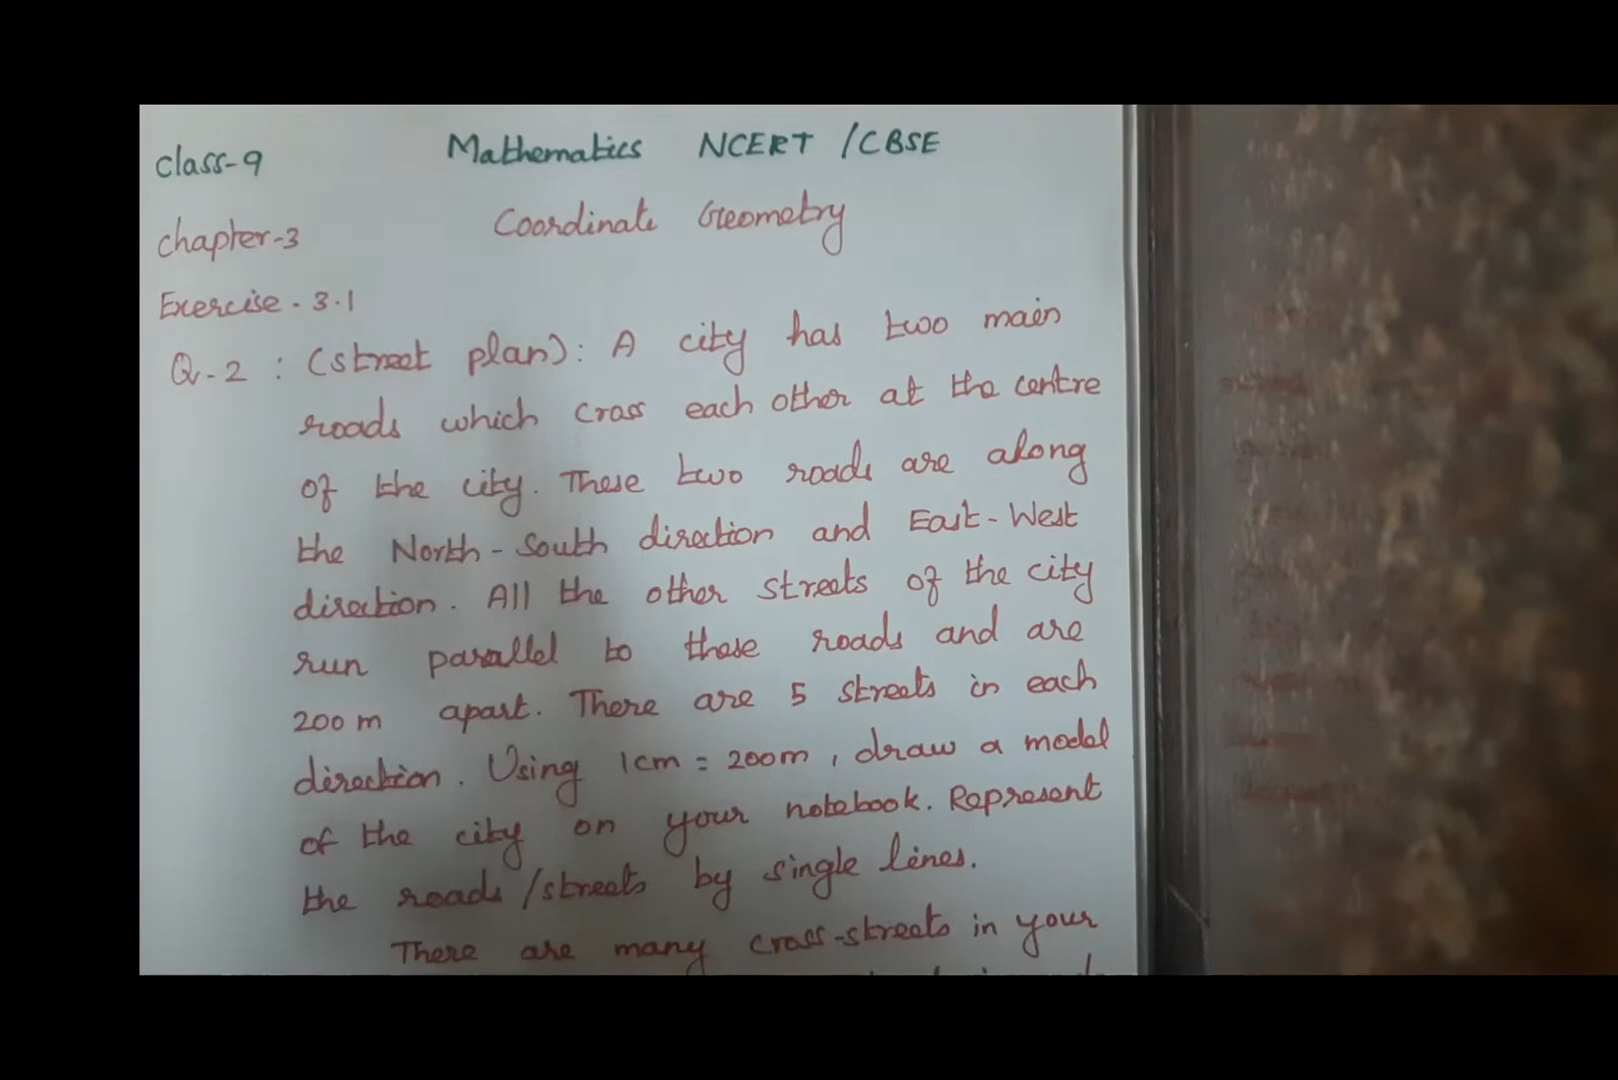 Class-9 Mathematics NCERT /CBSE
Chapter-3 Coordinate Geometry
Exercise - 3.1
Q-2 : (street plan): A city has two main
roads which cross each other at the centre
of the city. These two roads are along
the North - South direction and East - West
direction. All the other streets of the city
run parallel to these roads and are
200 m apart. There are 5 streets in each
direction. Using 1cm = 200m, draw a model
of the city on your notebook. Represent
the roads /streets by single lines.
There are many cross-streets in your